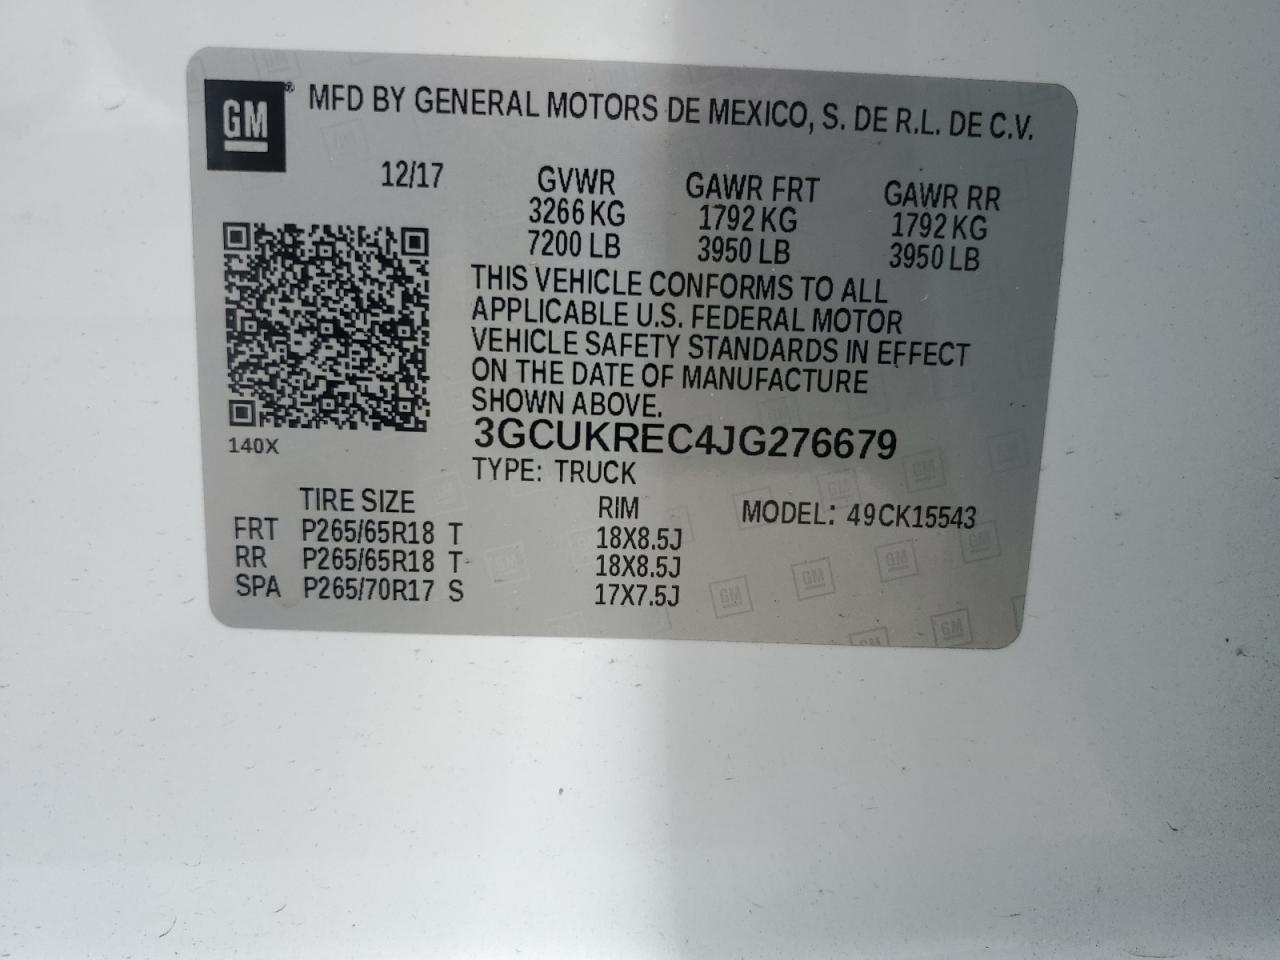 GM® MFD BY GENERAL MOTORS DE MEXICO, S. DE R.L. DE C.V.
12/17 GVWR GAWR FRT GAWR RR
3266 KG 1792 KG 1792 KG
7200 LB 3950 LB 3950 LB
THIS VEHICLE CONFORMS TO ALL
APPLICABLE U.S. FEDERAL MOTOR
VEHICLE SAFETY STANDARDS IN EFFECT
ON THE DATE OF MANUFACTURE
SHOWN ABOVE.
140X
3GCUKREC4JG276679
TYPE: TRUCK
TIRE SIZE RIM MODEL: 49CK15543
FRT P265/65R18 T 18X8.5J
RR P265/65R18 T 18X8.5J
SPA P265/70R17 S 17X7.5J